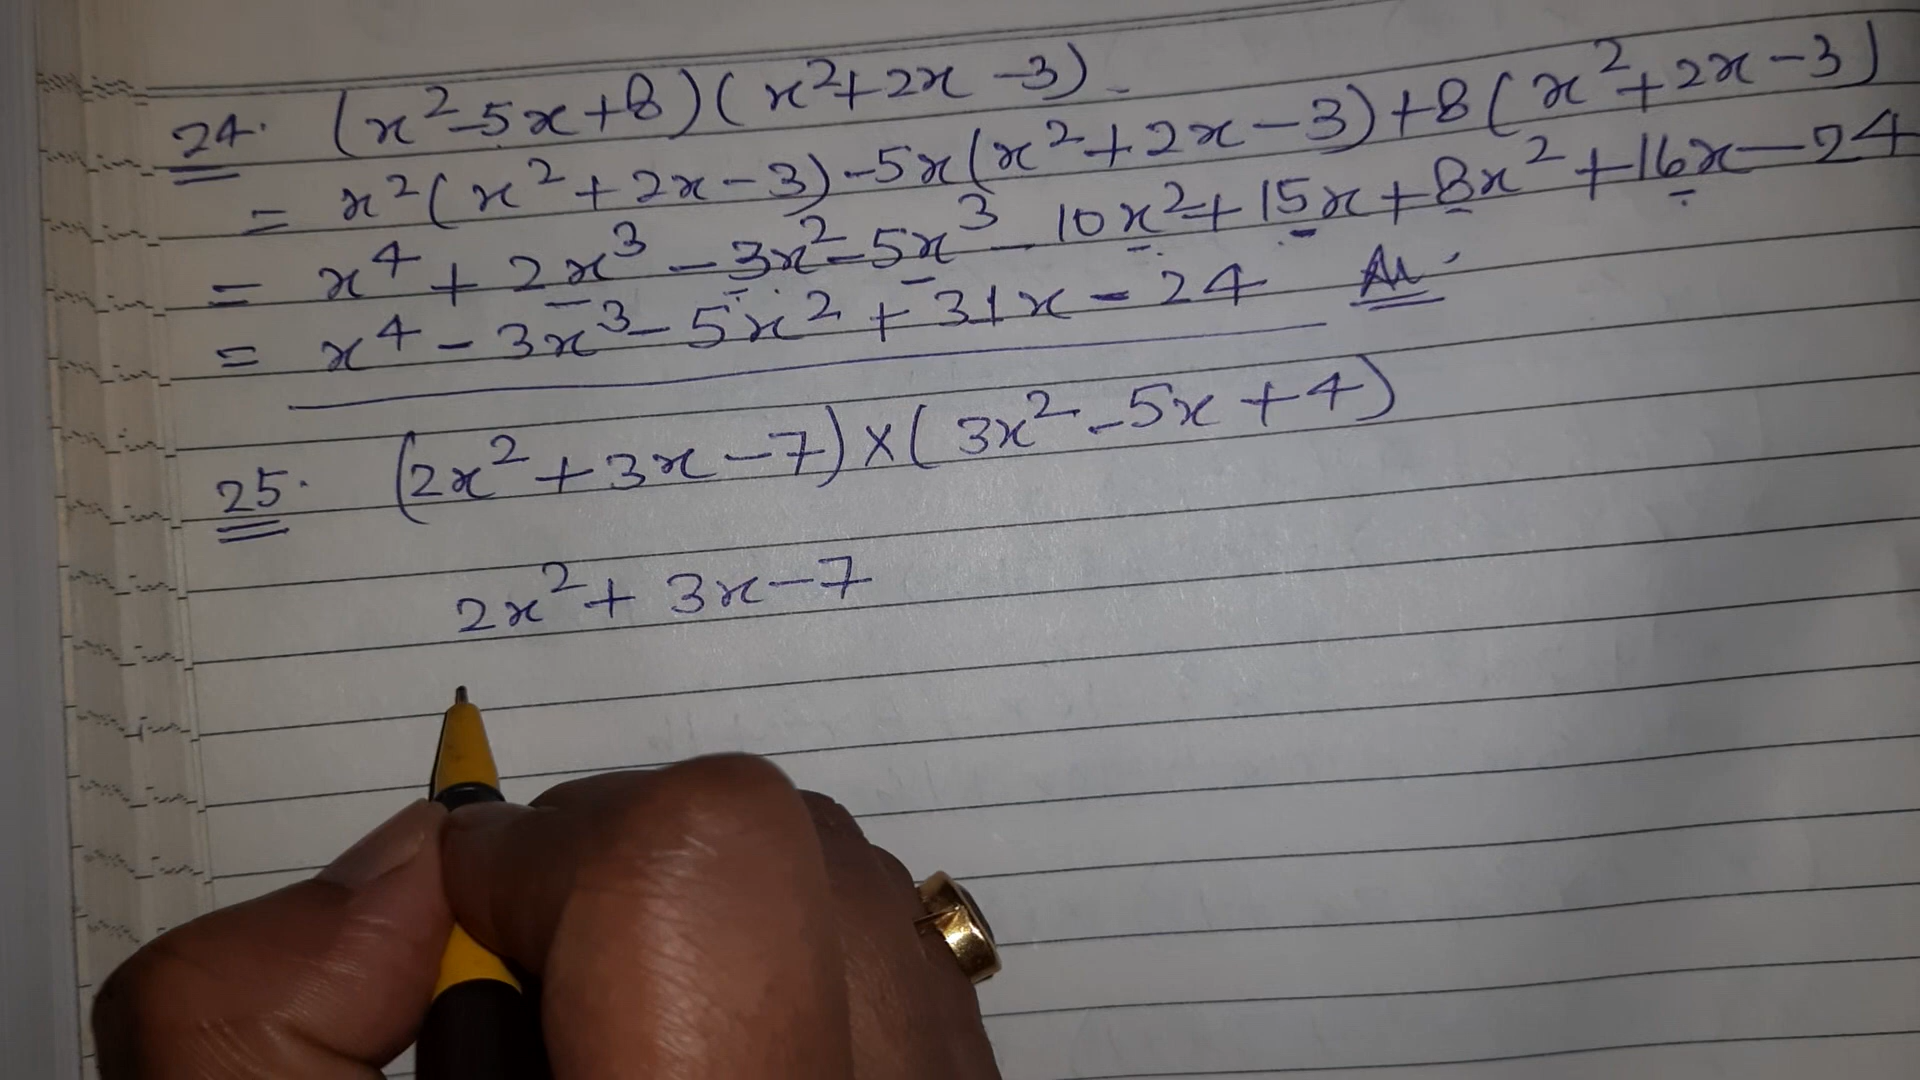 24. (x²-5x+8)(x²+2x-3).
= x²(x²+2x-3)-5x(x²+2x-3)+8(x²+2x-3)
= x⁴+2x³-3x²-5x³-10x²+15x+8x²+16x-24
= x⁴-3x³-5x²+31x-24
25. (2x²+3x-7)×(3x²-5x+4)
2x²+3x-7